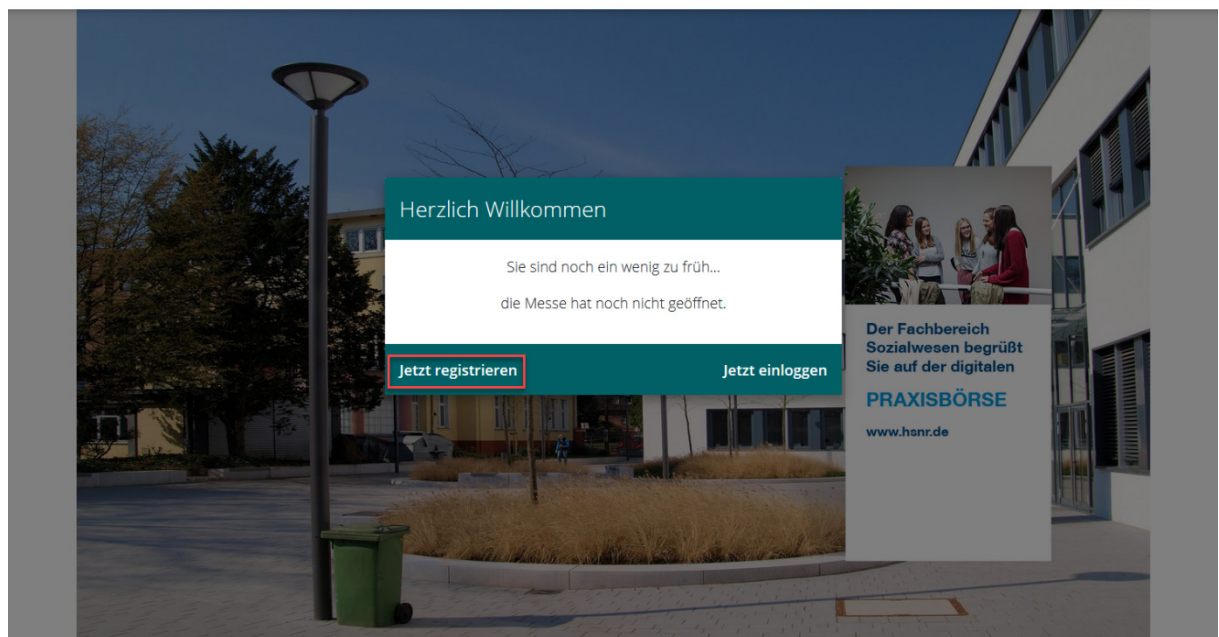 Herzlich Willkommen
Sie sind noch ein wenig zu früh...
die Messe hat noch nicht geöffnet.
Jetzt registrieren
Jetzt einloggen
Der Fachbereich
Sozialwesen begrüßt
Sie auf der digitalen
PRAXISBÖRSE
www.hsnr.de